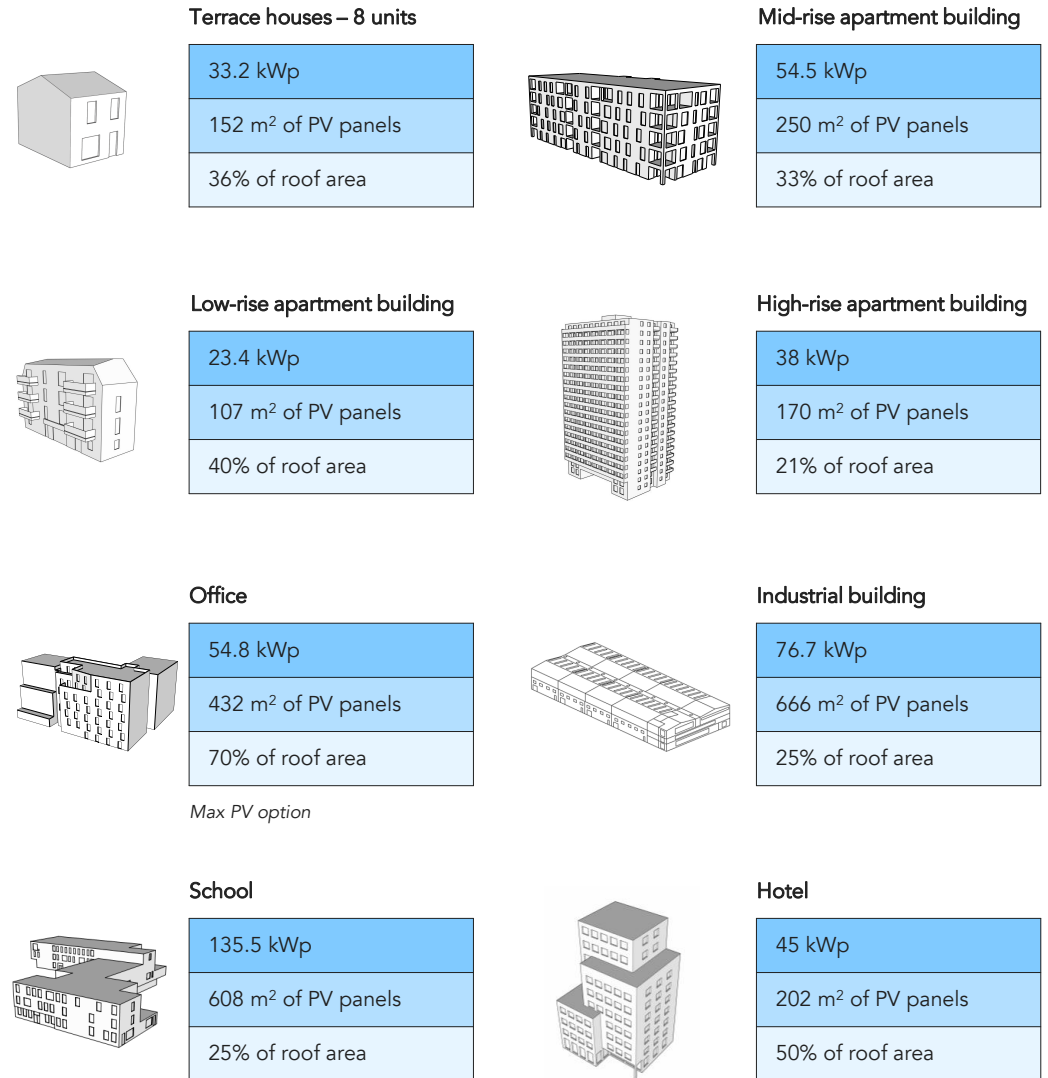 Terrace houses – 8 units
33.2 kWp
152 m² of PV panels
36% of roof area
Mid-rise apartment building
54.5 kWp
250 m² of PV panels
33% of roof area
Low-rise apartment building
23.4 kWp
107 m² of PV panels
40% of roof area
High-rise apartment building
38 kWp
170 m² of PV panels
21% of roof area
Office
54.8 kWp
432 m² of PV panels
70% of roof area
Max PV option
Industrial building
76.7 kWp
666 m² of PV panels
25% of roof area
School
135.5 kWp
608 m² of PV panels
25% of roof area
Hotel
45 kWp
202 m² of PV panels
50% of roof area